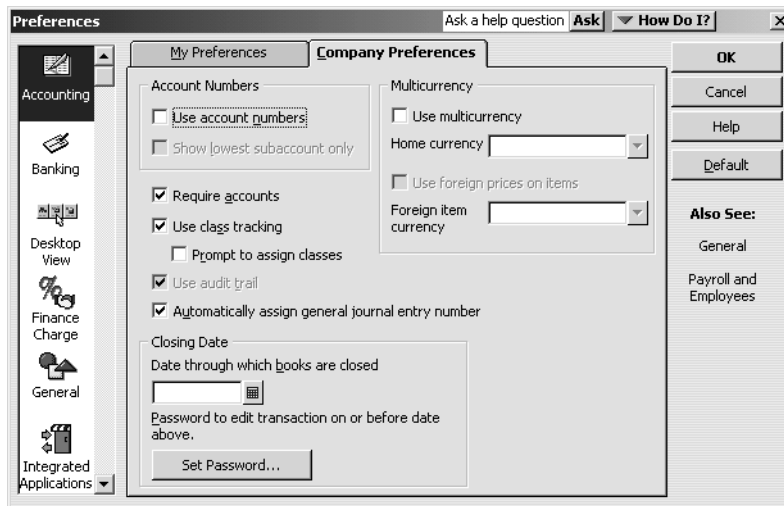 Preferences
Ask a help question Ask How Do I?
Accounting
Banking
Desktop
View
Finance
Charge
General
Integrated
Applications
My Preferences
Company Preferences
Account Numbers
Use account numbers
Show lowest subaccount only
Require accounts
Use class tracking
Prompt to assign classes
Use audit trail
Automatically assign general journal entry number
Closing Date
Date through which books are closed
Password to edit transaction on or before date
above.
Set Password...
Multicurrency
Use multicurrency
Home currency
Use foreign prices on items
Foreign item
currency
OK
Cancel
Help
Default
Also See:
General
Payroll and
Employees